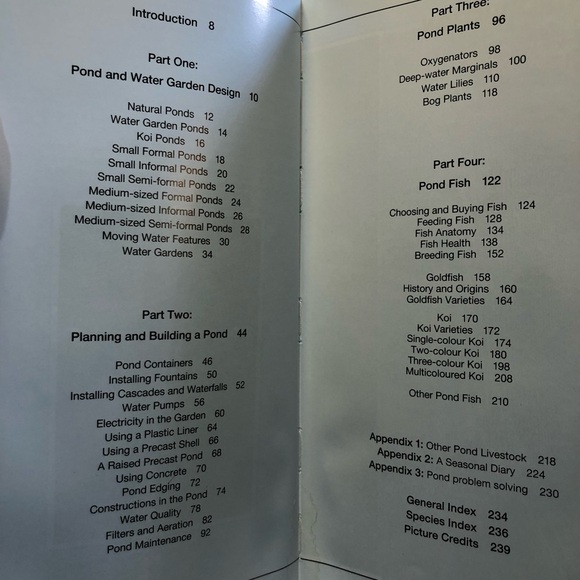 Introduction 8
Part One:
Pond and Water Garden Design 10
Natural Ponds 12
Water Garden Ponds 14
Koi Ponds 16
Small Formal Ponds 18
Small Informal Ponds 20
Small Semi-formal Ponds 22
Medium-sized Formal Ponds 24
Medium-sized Informal Ponds 26
Medium-sized Semi-formal Ponds 28
Moving Water Features 30
Water Gardens 34
Part Two:
Planning and Building a Pond 44
Pond Containers 46
Installing Fountains 50
Installing Cascades and Waterfalls 52
Water Pumps 56
Electricity in the Garden 60
Using a Plastic Liner 64
Using a Precast Shell 66
A Raised Precast Pond 68
Using Concrete 70
Pond Edging 72
Constructions in the Pond 74
Water Quality 78
Filters and Aeration 82
Pond Maintenance 92
Part Three:
Pond Plants 96
Oxygenators 98
Deep-water Marginals 100
Water Lilies 110
Bog Plants 118
Part Four:
Pond Fish 122
Choosing and Buying Fish 124
Feeding Fish 128
Fish Anatomy 134
Fish Health 138
Breeding Fish 152
Goldfish 158
History and Origins 160
Goldfish Varieties 164
Koi 170
Koi Varieties 172
Single-colour Koi 174
Two-colour Koi 180
Three-colour Koi 198
Multicoloured Koi 208
Other Pond Fish 210
Appendix 1: Other Pond Livestock 218
Appendix 2: A Seasonal Diary 224
Appendix 3: Pond problem solving 230
General Index 234
Species Index 236
Picture Credits 239